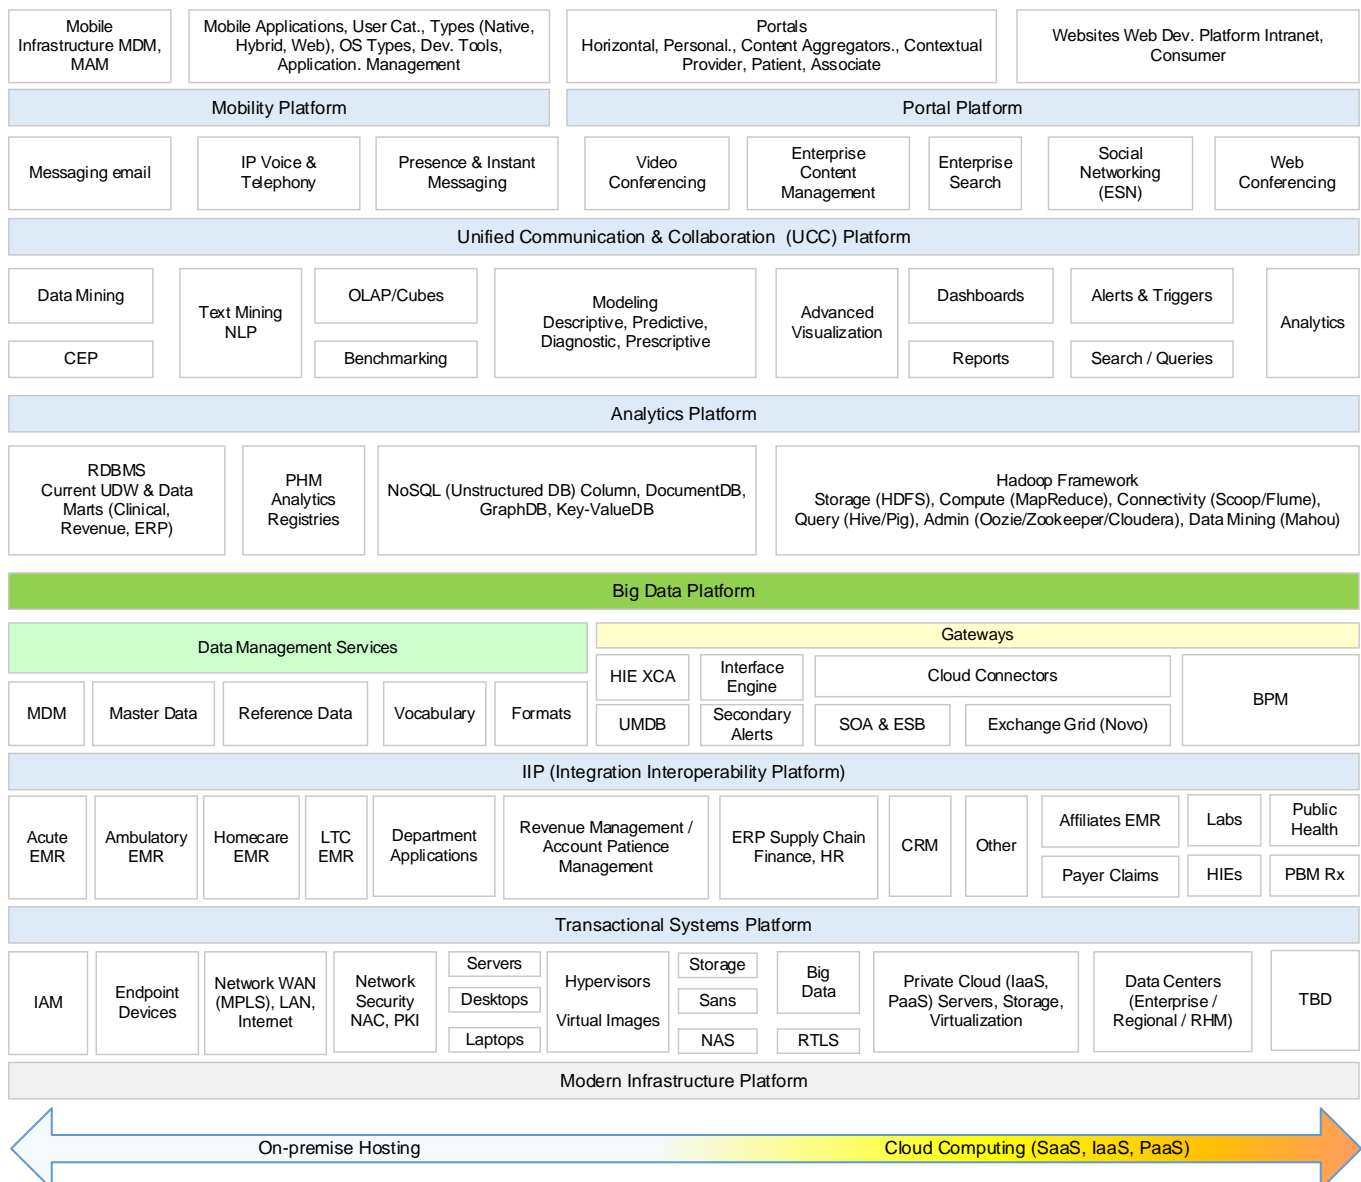 Mobile
Infrastructure MDM,
MAM
Mobile Applications, User Cat., Types (Native,
Hybrid, Web), OS Types, Dev. Tools,
Application. Management
Portals
Horizontal, Personal., Content Aggregators., Contextual
Provider, Patient, Associate
Websites Web Dev. Platform Intranet,
Consumer
Mobility Platform
Portal Platform
Messaging email
IP Voice &
Telephony
Presence & Instant
Messaging
Video
Conferencing
Enterprise
Content
Management
Enterprise
Search
Social
Networking
(ESN)
Web
Conferencing
Unified Communication & Collaboration (UCC) Platform
Data Mining
CEP
Text Mining
NLP
OLAP/Cubes
Benchmarking
Modeling
Descriptive, Predictive,
Diagnostic, Prescriptive
Advanced
Visualization
Dashboards
Reports
Alerts & Triggers
Search / Queries
Analytics
Analytics Platform
RDBMS
Current UDW & Data
Marts (Clinical,
Revenue, ERP)
PHM
Analytics
Registries
NoSQL (Unstructured DB) Column, DocumentDB,
GraphDB, Key-ValueDB
Hadoop Framework
Storage (HDFS), Compute (MapReduce), Connectivity (Scoop/Flume),
Query (Hive/Pig), Admin (Oozie/Zookeeper/Cloudera), Data Mining (Mahou)
Big Data Platform
Data Management Services
Gateways
MDM
Master Data
Reference Data
Vocabulary
Formats
HIE XCA
UMDB
Interface
Engine
Secondary
Alerts
Cloud Connectors
SOA & ESB
Exchange Grid (Novo)
BPM
IIP (Integration Interoperability Platform)
Acute
EMR
Ambulatory
EMR
Homecare
EMR
LTC
EMR
Department
Applications
Revenue Management /
Account Patience
Management
ERP Supply Chain
Finance, HR
CRM
Other
Affiliates EMR
Payer Claims
Labs
HIEs
Public
Health
PBM Rx
Transactional Systems Platform
IAM
Endpoint
Devices
Network WAN
(MPLS), LAN,
Internet
Network
Security
NAC, PKI
Servers
Desktops
Laptops
Hypervisors
Virtual Images
Storage
Sans
NAS
Big
Data
RTLS
Private Cloud (IaaS,
PaaS) Servers, Storage,
Virtualization
Data Centers
(Enterprise /
Regional / RHM)
TBD
Modern Infrastructure Platform
On-premise Hosting
Cloud Computing (SaaS, IaaS, PaaS)